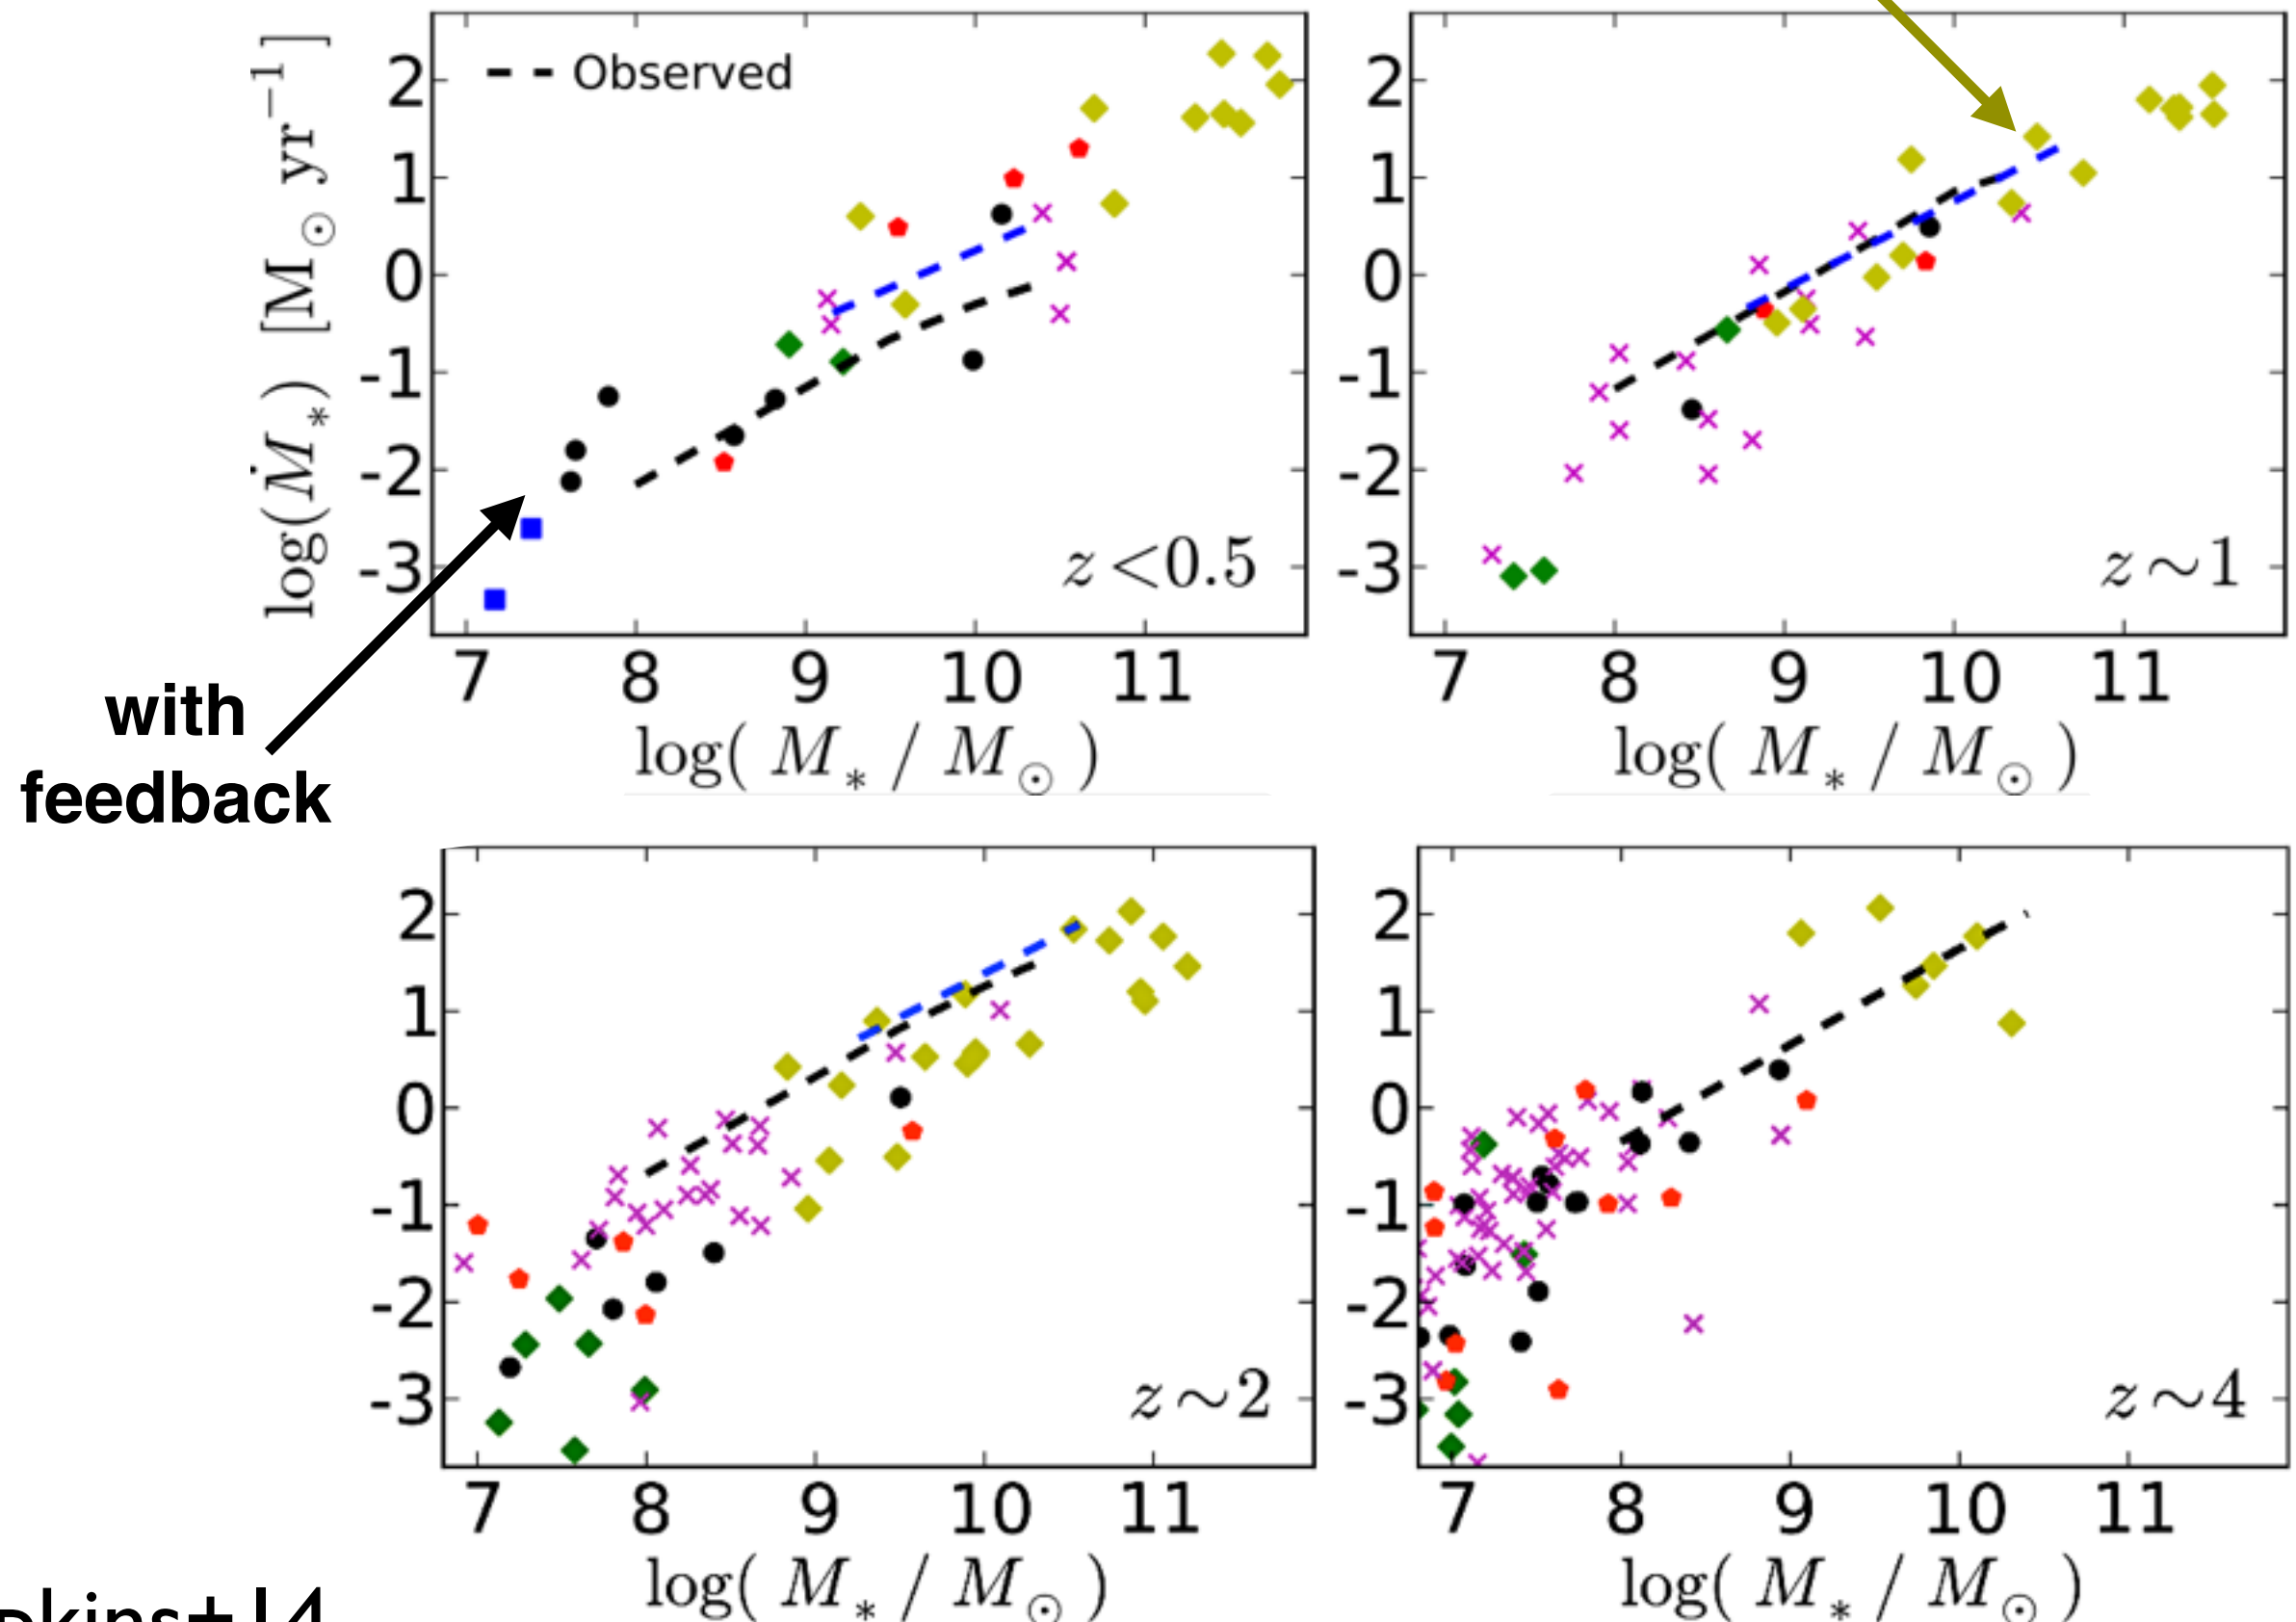 Observed
log(Ṁ∗) [M⊙ yr⁻¹]
2
1
0
-1
-2
-3
z <0.5
7 8 9 10 11
log( M∗ / M⊙ )
2
1
0
-1
-2
-3
z ∼1
7 8 9 10 11
log( M∗ / M⊙ )
with
feedback
2
1
0
-1
-2
-3
z ∼2
7 8 9 10 11
log( M∗ / M⊙ )
2
1
0
-1
-2
-3
z ∼4
7 8 9 10 11
log( M∗ / M⊙ )